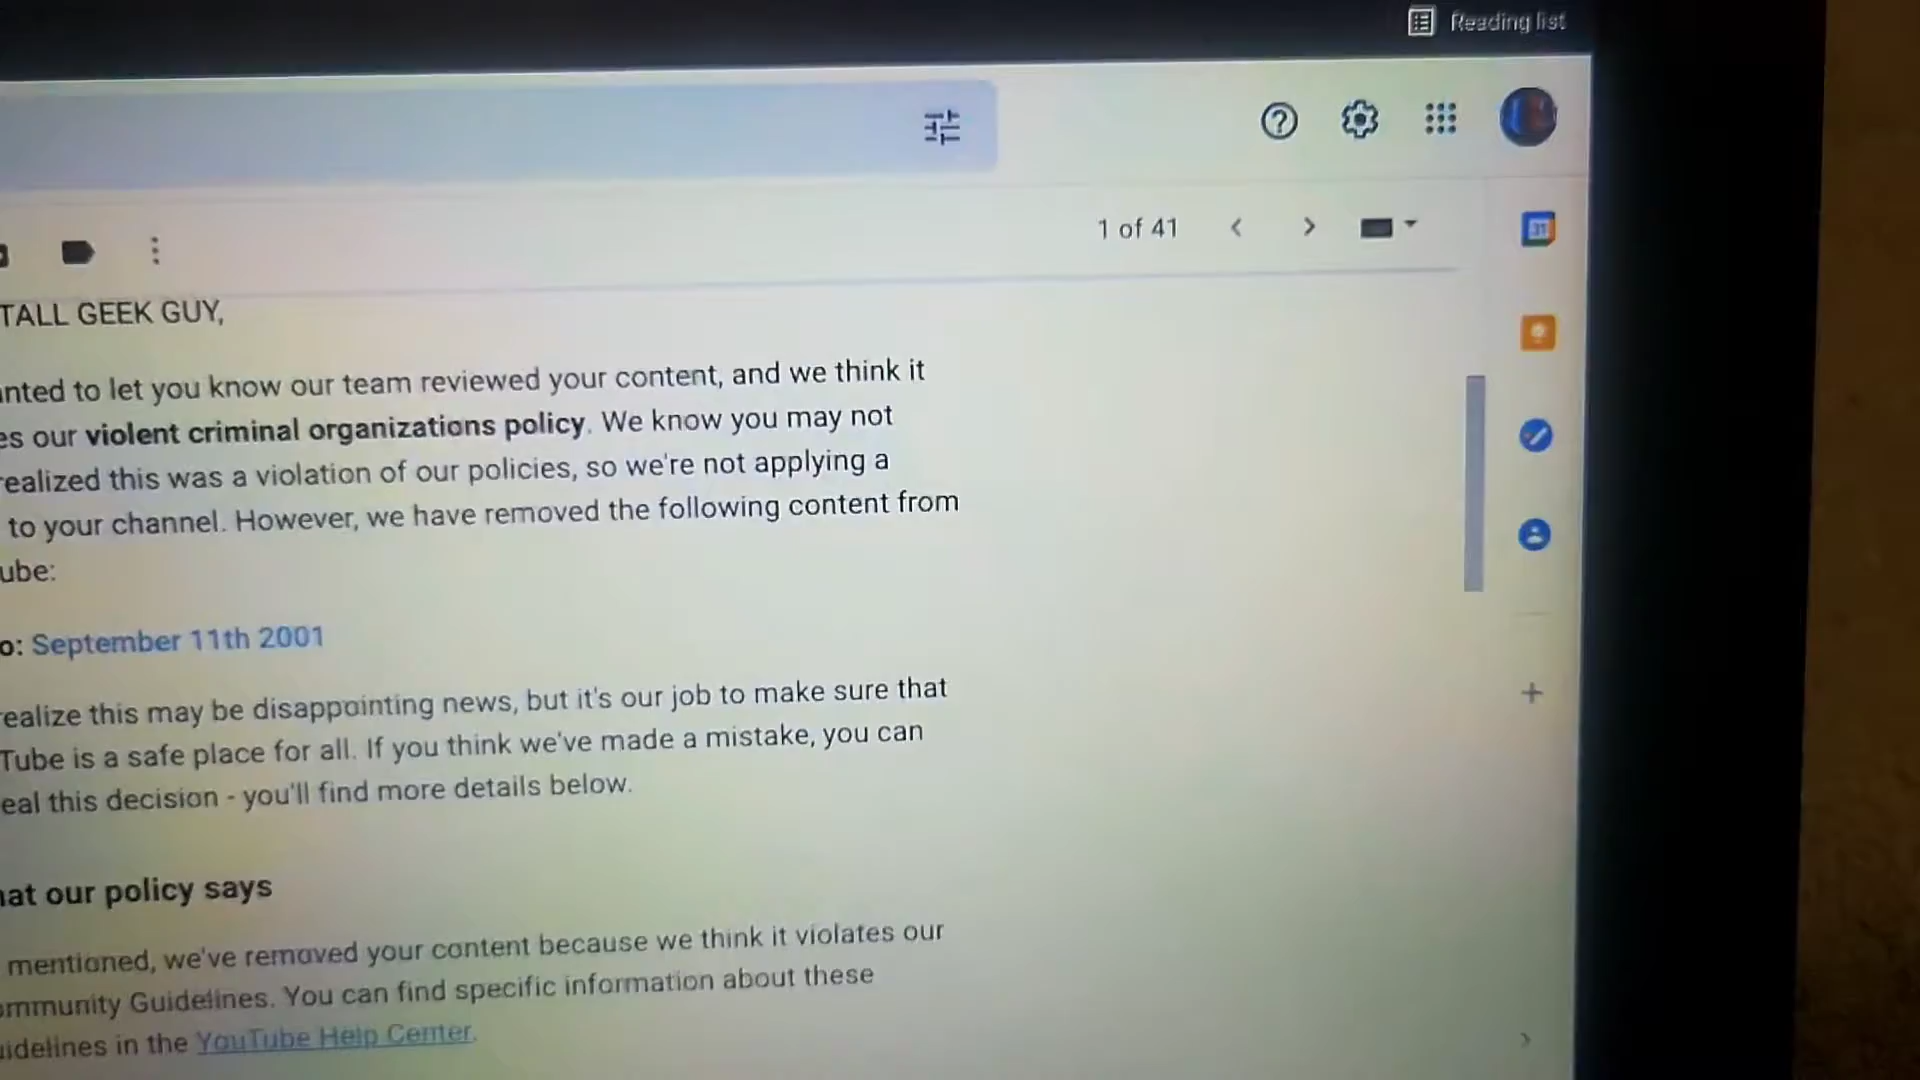 Reading list
1 of 41
31
TALL GEEK GUY,
anted to let you know our team reviewed your content, and we think it
es our violent criminal organizations policy. We know you may not
realized this was a violation of our policies, so we're not applying a
to your channel. However, we have removed the following content from
ube:
o: September 11th 2001
realize this may be disappointing news, but it's our job to make sure that
Tube is a safe place for all. If you think we've made a mistake, you can
eal this decision - you'll find more details below.
hat our policy says
mentioned, we've removed your content because we think it violates our
ommunity Guidelines. You can find specific information about these
uidelines in the YouTube Help Center.